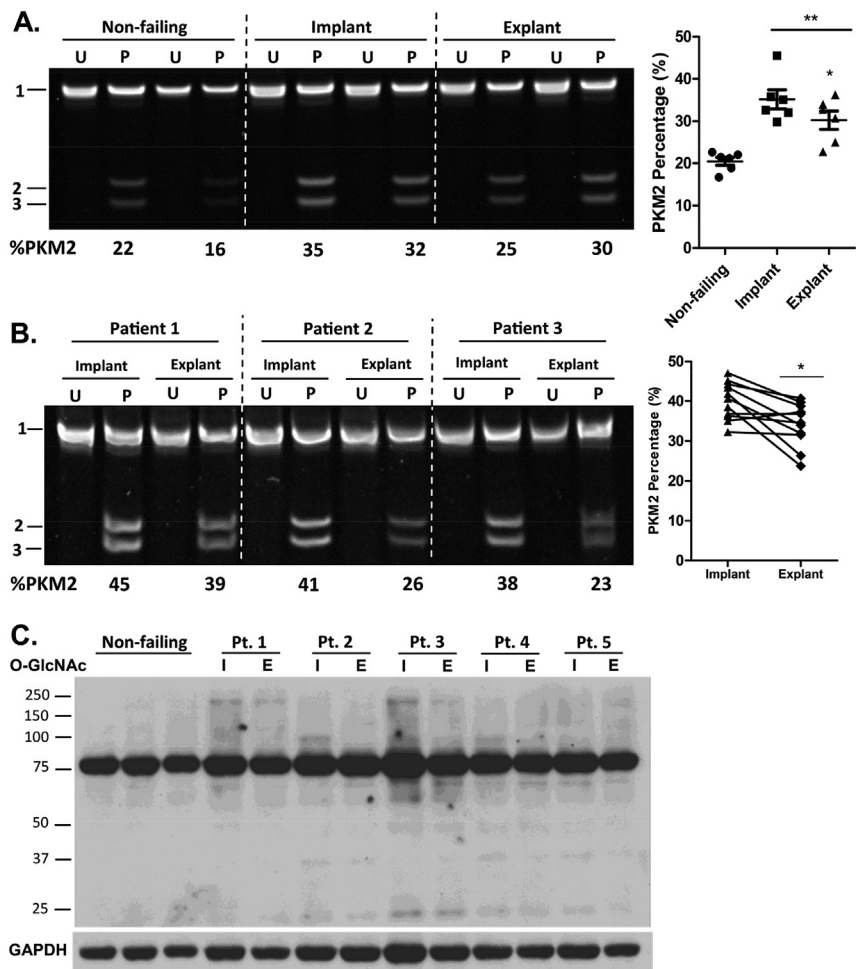 A.
Non-failing Implant Explant
U P U P U P U P U P U P
1
2
3
%PKM2 22 16 35 32 25 30
PKM2 Percentage (%)
50
40
30
20
10
0
**
*
Non-failing Implant Explant
B.
Patient 1 Patient 2 Patient 3
Implant Explant Implant Explant Implant Explant
U P U P U P U P U P U P
1
2
3
%PKM2 45 39 41 26 38 23
PKM2 Percentage (%)
50
40
30
20
10
0
*
Implant Explant
C.
Non-failing Pt. 1 Pt. 2 Pt. 3 Pt. 4 Pt. 5
O-GlcNAc I E I E I E I E I E
250
150
100
75
50
37
25
GAPDH